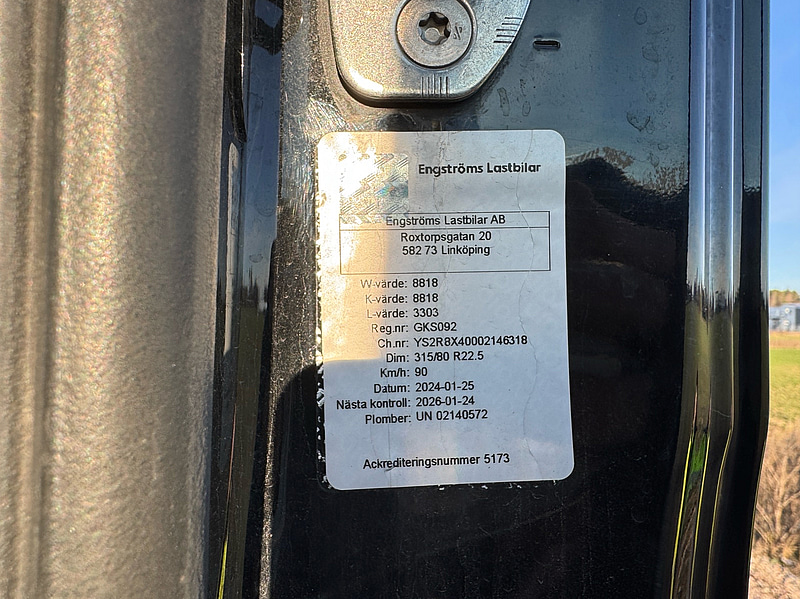 Engströms Lastbilar
Engströms Lastbilar AB
Roxtorpsgatan 20
582 73 Linköping
W-värde: 8818
K-värde: 8818
L-värde: 3303
Reg.nr: GKS092
Ch.nr: YS2R8X40002146318
Dim: 315/80 R22.5
Km/h: 90
Datum: 2024-01-25
Nästa kontroll: 2026-01-24
Plomber: UN 02140572
Ackrediteringsnummer 5173